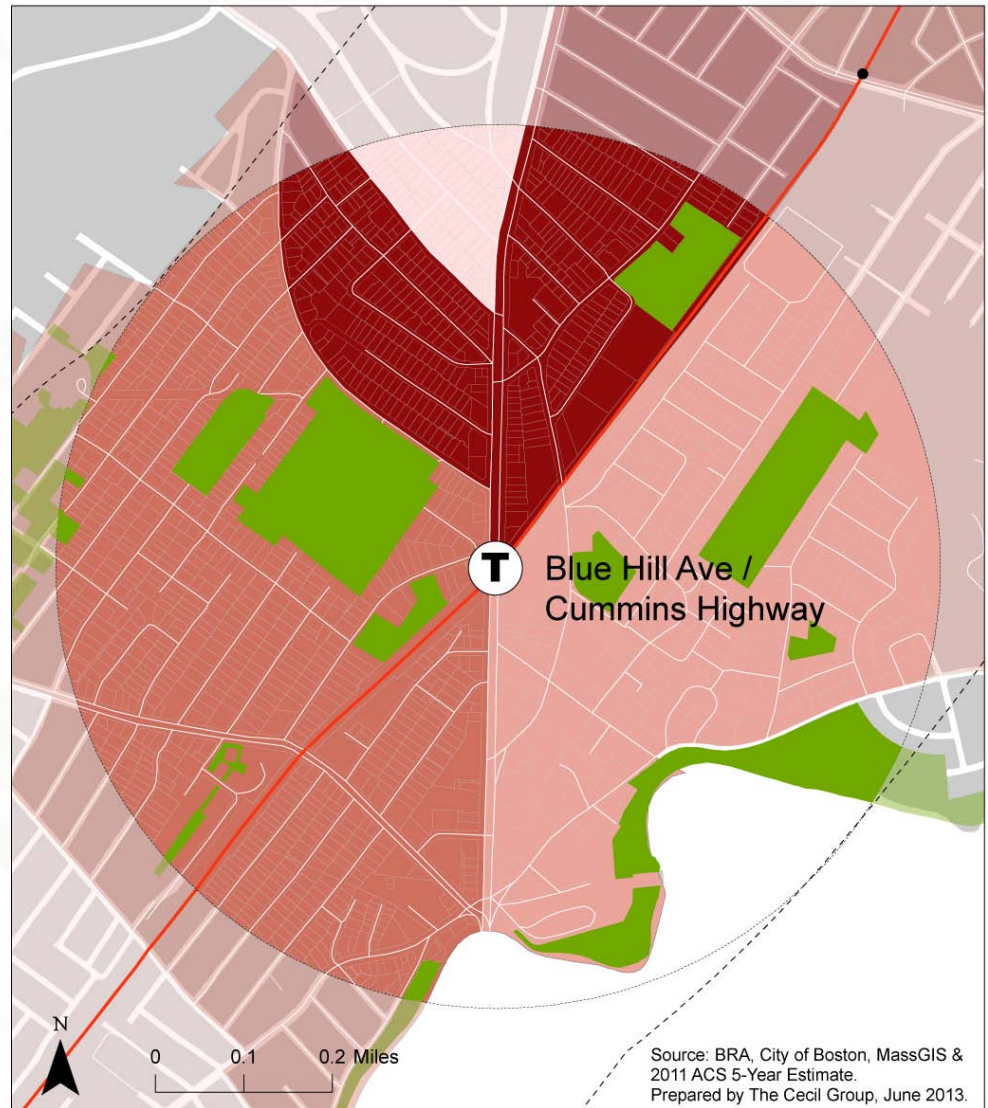 T
Blue Hill Ave /
Cummins Highway
N
0 0.1 0.2 Miles
Source: BRA, City of Boston, MassGIS &
2011 ACS 5-Year Estimate.
Prepared by The Cecil Group, June 2013.